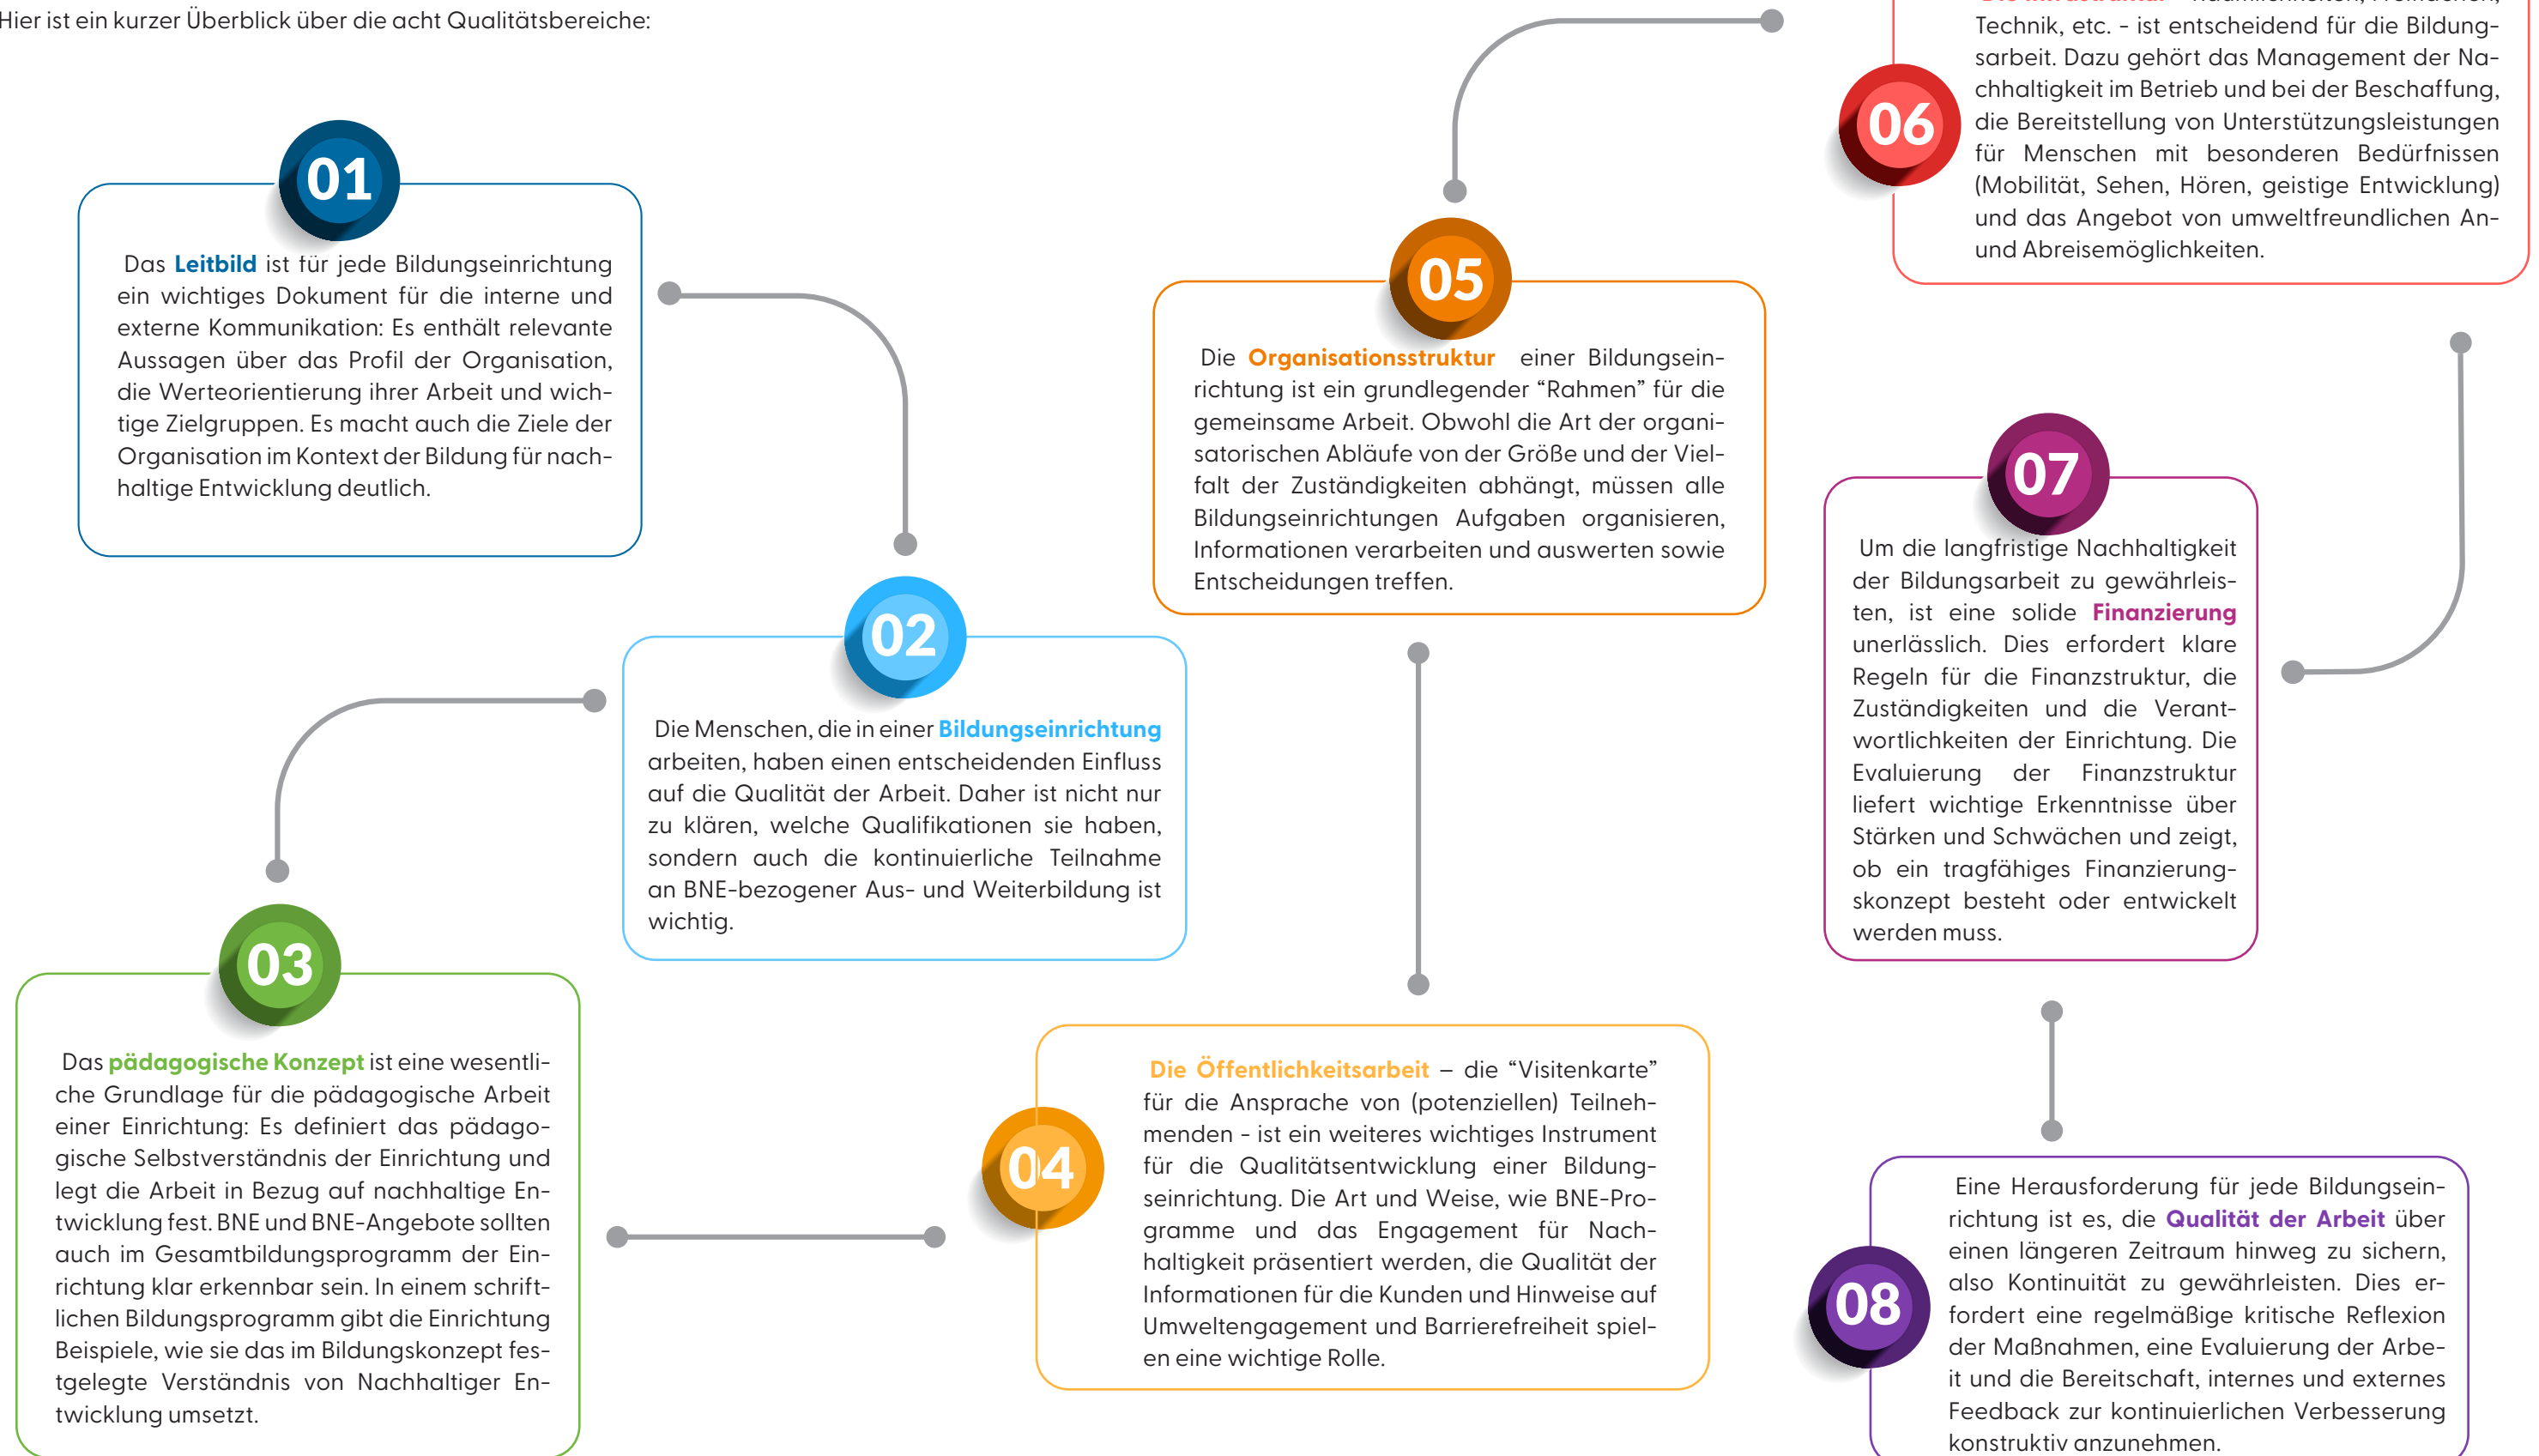 Hier ist ein kurzer Überblick über die acht Qualitätsbereiche:
01
Das Leitbild ist für jede Bildungseinrichtung
ein wichtiges Dokument für die interne und
externe Kommunikation: Es enthält relevante
Aussagen über das Profil der Organisation,
die Werteorientierung ihrer Arbeit und wich-
tige Zielgruppen. Es macht auch die Ziele der
Organisation im Kontext der Bildung für nach-
haltige Entwicklung deutlich.
02
Die Menschen, die in einer Bildungseinrichtung
arbeiten, haben einen entscheidenden Einfluss
auf die Qualität der Arbeit. Daher ist nicht nur
zu klären, welche Qualifikationen sie haben,
sondern auch die kontinuierliche Teilnahme
an BNE-bezogener Aus- und Weiterbildung ist
wichtig.
03
Das pädagogische Konzept ist eine wesentli-
che Grundlage für die pädagogische Arbeit
einer Einrichtung: Es definiert das pädago-
gische Selbstverständnis der Einrichtung und
legt die Arbeit in Bezug auf nachhaltige En-
twicklung fest. BNE und BNE-Angebote sollten
auch im Gesamtbildungsprogramm der Ein-
richtung klar erkennbar sein. In einem schrift-
lichen Bildungsprogramm gibt die Einrichtung
Beispiele, wie sie das im Bildungskonzept fes-
tgelegte Verständnis von Nachhaltiger En-
twicklung umsetzt.
04
Die Öffentlichkeitsarbeit – die “Visitenkarte”
für die Ansprache von (potenziellen) Teilneh-
menden - ist ein weiteres wichtiges Instrument
für die Qualitätsentwicklung einer Bildung-
seinrichtung. Die Art und Weise, wie BNE-Pro-
gramme und das Engagement für Nach-
haltigkeit präsentiert werden, die Qualität der
Informationen für die Kunden und Hinweise auf
Umweltengagement und Barrierefreiheit spiel-
en eine wichtige Rolle.
05
Die Organisationsstruktur einer Bildungsein-
richtung ist ein grundlegender “Rahmen” für die
gemeinsame Arbeit. Obwohl die Art der organi-
satorischen Abläufe von der Größe und der Viel-
falt der Zuständigkeiten abhängt, müssen alle
Bildungseinrichtungen Aufgaben organisieren,
Informationen verarbeiten und auswerten sowie
Entscheidungen treffen.
06
Technik, etc. - ist entscheidend für die Bildung-
sarbeit. Dazu gehört das Management der Na-
chhaltigkeit im Betrieb und bei der Beschaffung,
die Bereitstellung von Unterstützungsleistungen
für Menschen mit besonderen Bedürfnissen
(Mobilität, Sehen, Hören, geistige Entwicklung)
und das Angebot von umweltfreundlichen An-
und Abreisemöglichkeiten.
07
Um die langfristige Nachhaltigkeit
der Bildungsarbeit zu gewährleis-
ten, ist eine solide Finanzierung
unerlässlich. Dies erfordert klare
Regeln für die Finanzstruktur, die
Zuständigkeiten und die Verant-
wortlichkeiten der Einrichtung. Die
Evaluierung der Finanzstruktur
liefert wichtige Erkenntnisse über
Stärken und Schwächen und zeigt,
ob ein tragfähiges Finanzierung-
skonzept besteht oder entwickelt
werden muss.
08
Eine Herausforderung für jede Bildungsein-
richtung ist es, die Qualität der Arbeit über
einen längeren Zeitraum hinweg zu sichern,
also Kontinuität zu gewährleisten. Dies er-
fordert eine regelmäßige kritische Reflexion
der Maßnahmen, eine Evaluierung der Arbe-
it und die Bereitschaft, internes und externes
Feedback zur kontinuierlichen Verbesserung
konstruktiv anzunehmen.